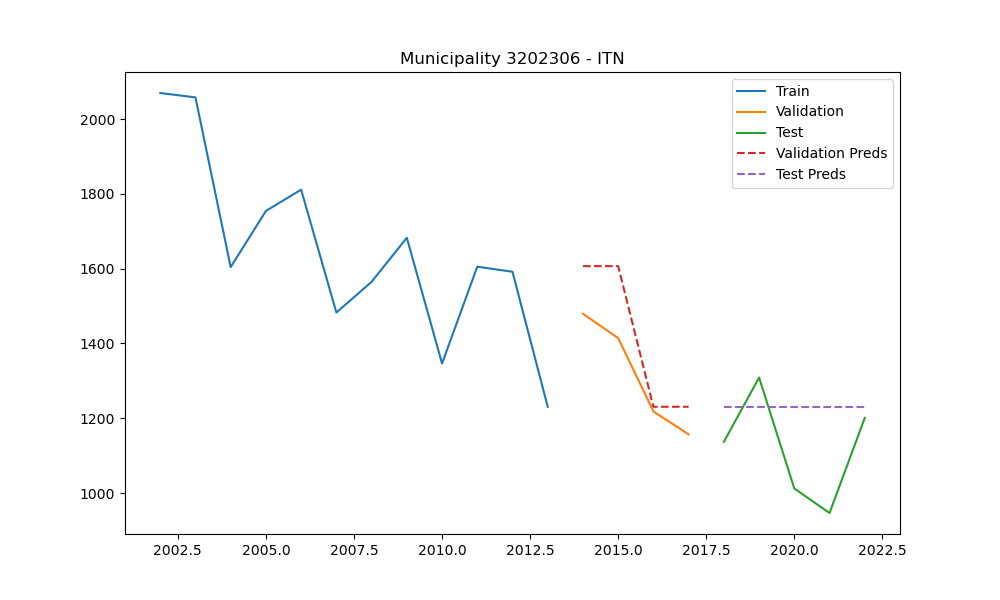 Municipality 3202306 - ITN
Train
Validation
Test
Validation Preds
Test Preds
2000
1800
1600
1400
1200
1000
2002.5 2005.0 2007.5 2010.0 2012.5 2015.0 2017.5 2020.0 2022.5